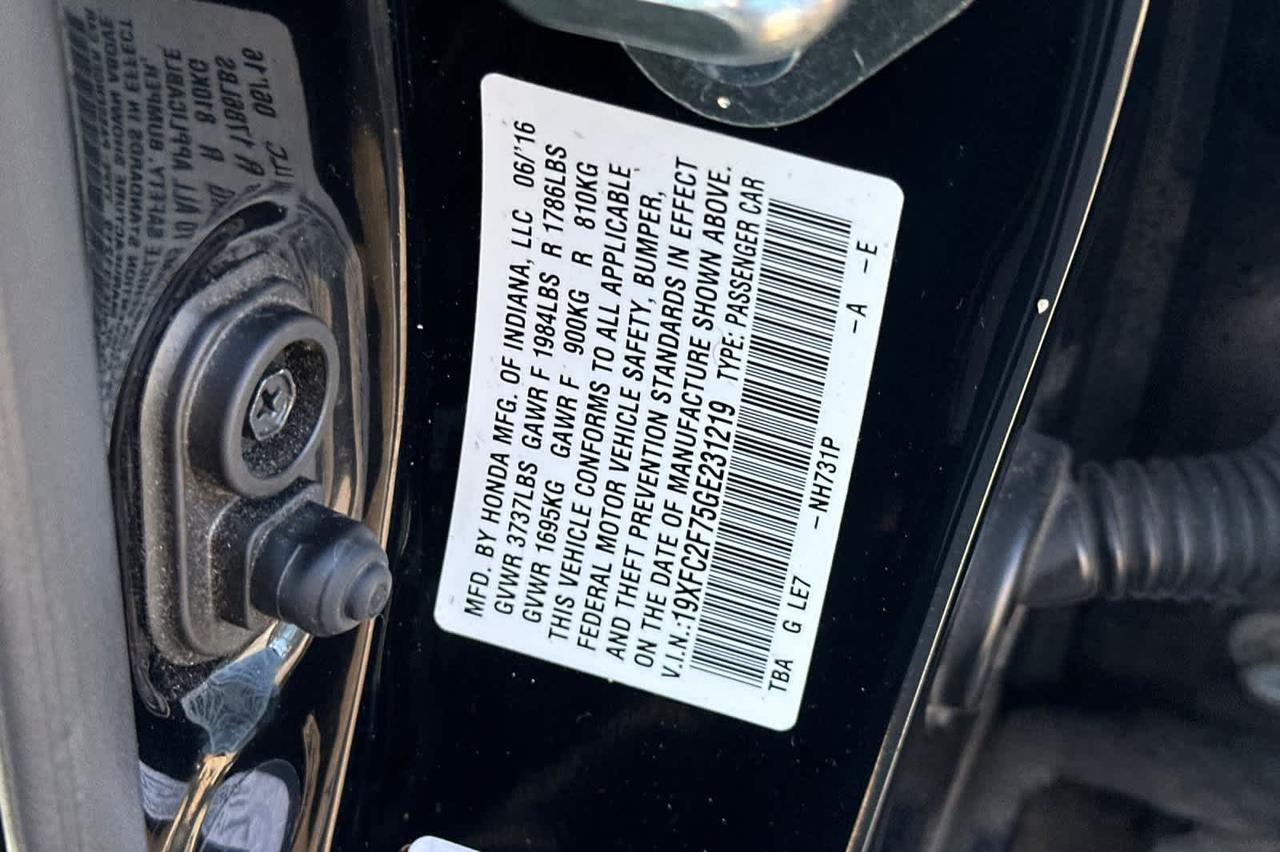 MFD. BY HONDA MFG. OF INDIANA, LLC 06/'16
GVWR 3737LBS GAWR F 1984LBS R 1786LBS
GVWR 1695KG GAWR F 900KG R 810KG
THIS VEHICLE CONFORMS TO ALL APPLICABLE
FEDERAL MOTOR VEHICLE SAFETY, BUMPER,
AND THEFT PREVENTION STANDARDS IN EFFECT
ON THE DATE OF MANUFACTURE SHOWN ABOVE.
V.I.N.:19XFC2F75GE231219 TYPE: PASSENGER CAR
TBA G LE7 -NH731P -A -E